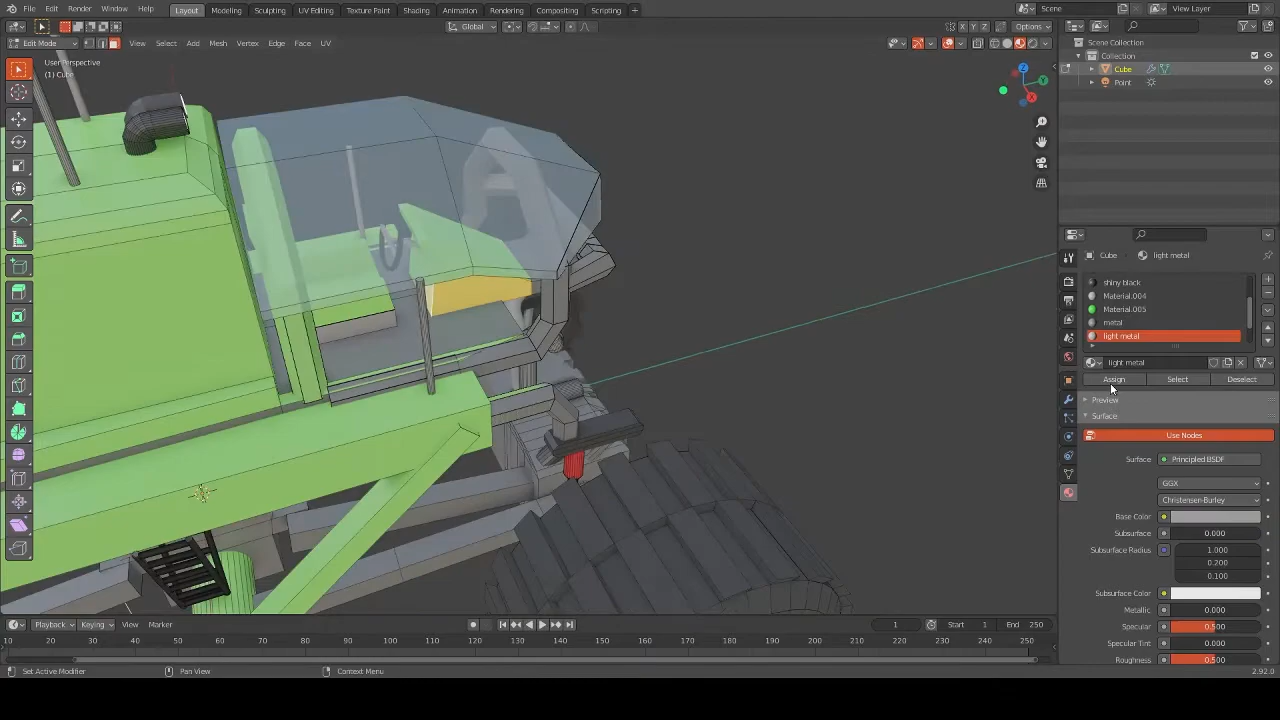 File Edit Render Window Help Layout Modeling Sculpting UV Editing Texture Paint Shading Animation Rendering Compositing Scripting + Scene View Layer
Global Options
Edit Mode View Select Add Mesh Vertex Edge Face UV X Y Z
User Perspective
(1) Cube
Scene Collection
Collection
Cube
Point
Z
Y
X
Cube light metal
shiny black
Material.004
Material.005
metal
light metal
light metal
Assign Select Deselect
Preview
Surface
Use Nodes
Surface Principled BSDF
GGX
Christensen-Burley
Base Color
Subsurface 0.000
Subsurface Radius 1.000
0.200
0.100
Subsurface Color
Metallic 0.000
Specular 0.500
Specular Tint 0.000
Roughness 0.500
Playback Keying View Marker 1 Start 1 End 250
10 20 30 40 50 60 70 80 90 100 110 120 130 140 150 160 170 180 190 200 210 220 230 240 250
Set Active Modifier Pan View Context Menu 2.92.0